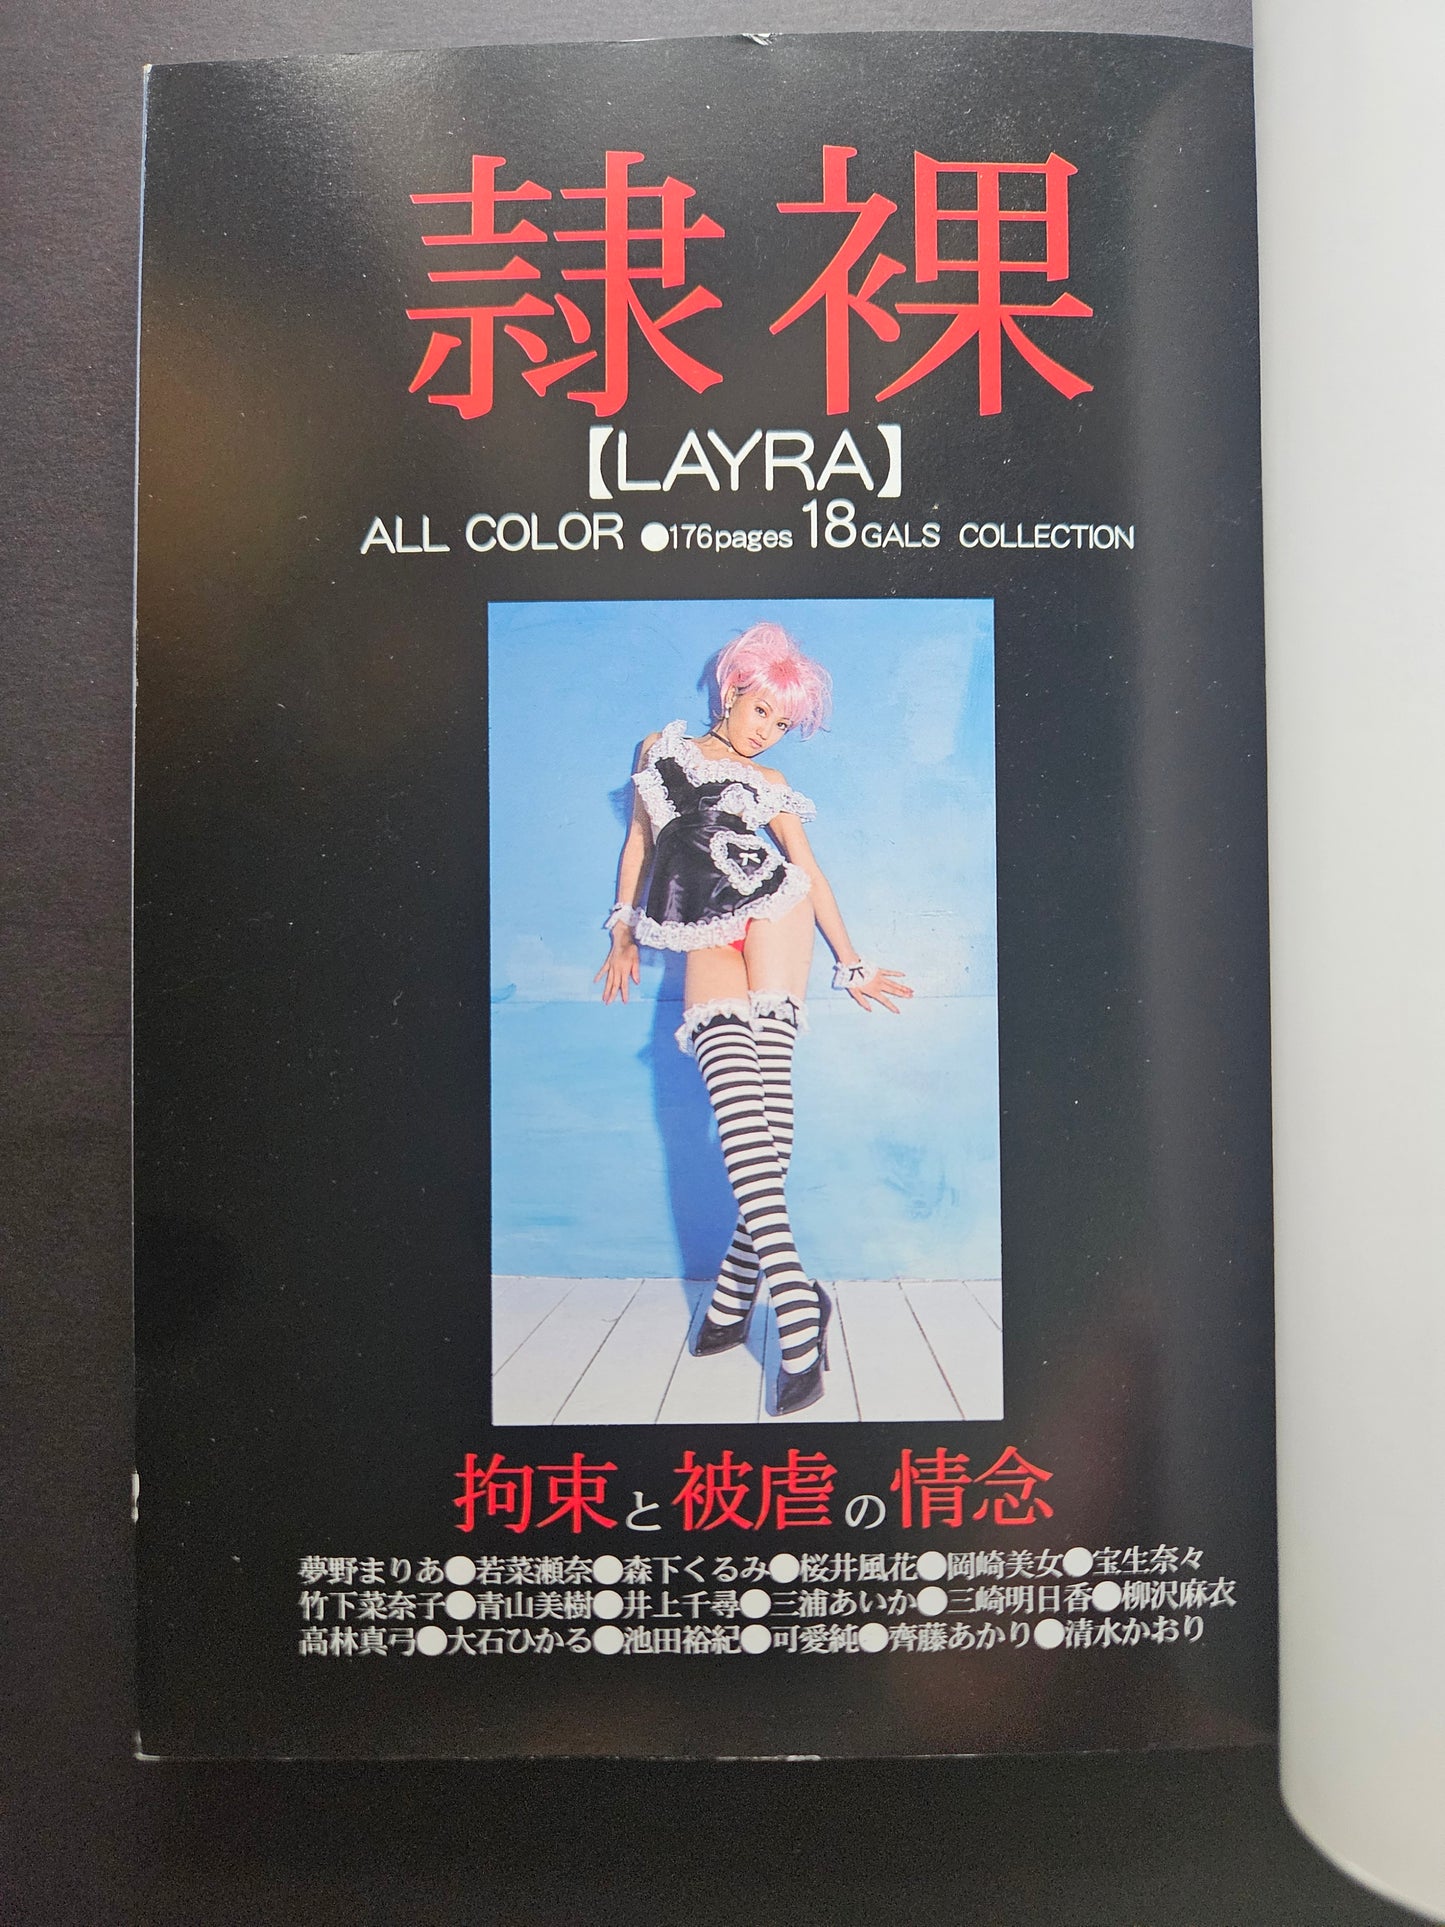 隷裸
【LAYRA】
ALL COLOR ●176pages 18GALS COLLECTION
拘束と被虐の情念
夢野まりあ●若菜瀬奈●森下くるみ●桜井風花●岡崎美女●宝生奈々
竹下菜奈子●青山美樹●井上千尋●三浦あいか●三崎明日香●柳沢麻衣
高林真弓●大石ひかる●池田裕紀●可愛純●齊藤あかり●清水かおり